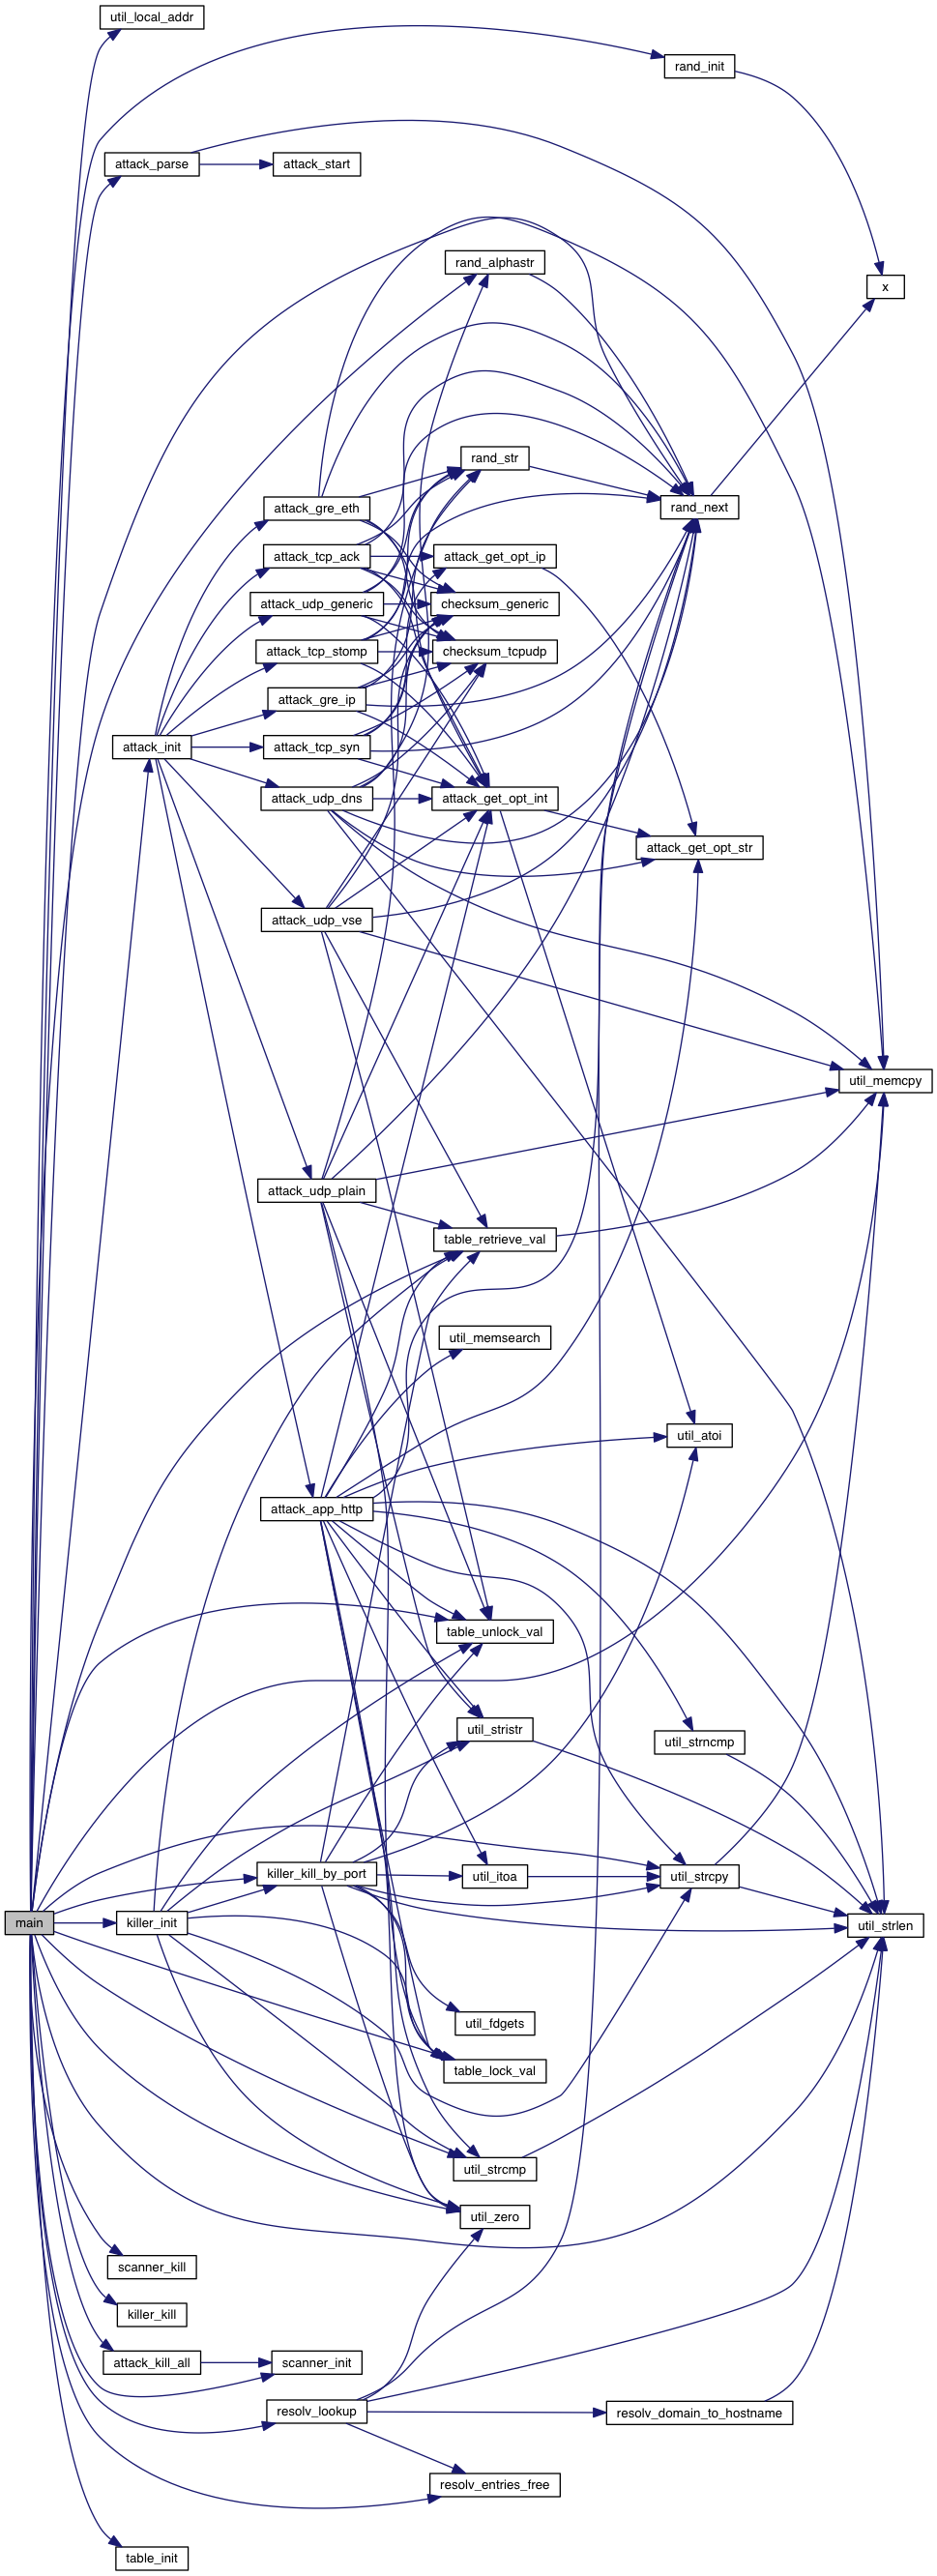 util_local_addr
rand_init
attack_parse
attack_start
rand_alphastr
x
rand_str
attack_gre_eth
rand_next
attack_tcp_ack
attack_get_opt_ip
attack_udp_generic
checksum_generic
attack_tcp_stomp
checksum_tcpudp
attack_gre_ip
attack_init
attack_tcp_syn
attack_udp_dns
attack_get_opt_int
attack_get_opt_str
attack_udp_vse
util_memcpy
attack_udp_plain
table_retrieve_val
util_memsearch
util_atoi
attack_app_http
table_unlock_val
util_stristr
util_strncmp
killer_kill_by_port
util_itoa
util_strcpy
main
killer_init
util_strlen
util_fdgets
table_lock_val
util_strcmp
util_zero
scanner_kill
killer_kill
attack_kill_all
scanner_init
resolv_lookup
resolv_domain_to_hostname
resolv_entries_free
table_init